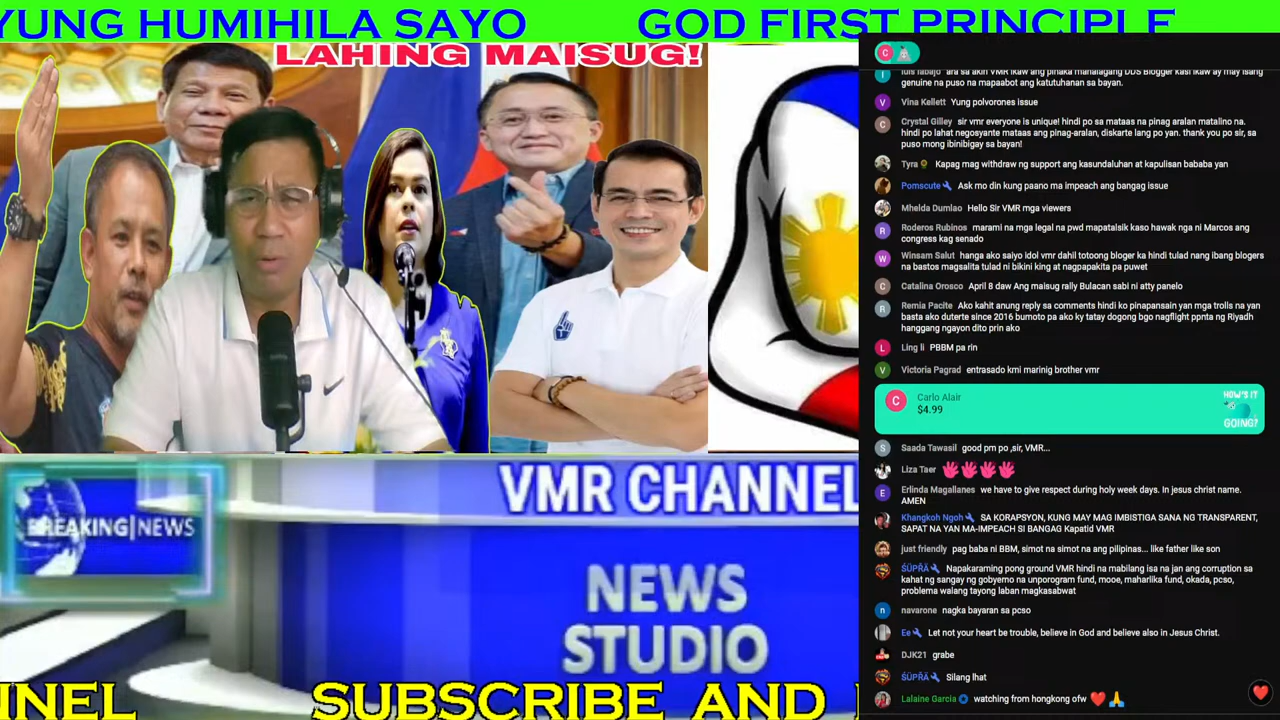 YUNG HUMIHILA SAYO GOD FIRST PRINCIPLE
LAHING MAISUG!
BREAKING|NEWS
VMR CHANNEL
NEWS
STUDIO
NNEL SUBSCRIBE AND
C
luis labajo ara sa akin VMR ikaw ang pinaka mahalagang DDS Blogger kasi ikaw ay may isang
genuine na puso na mapaabot ang katutuhanan sa bayan.
V Vina Kellett Yung polvorones issue
C Crystal Gilley sir vmr everyone is unique! hindi po sa mataas na pinag aralan matalino na.
hindi po lahat negosyante mataas ang pinag-aralan, diskarte lang po yan. thank you po sir, sa
puso mong ibinibigay sa bayan!
Tyra Kapag mag withdraw ng support ang kasundaluhan at kapulisan bababa yan
Pomscute Ask mo din kung paano ma impeach ang bangag issue
Mhelda Dumlao Hello Sir VMR mga viewers
R Roderos Rubinos marami na mga legal na pwd mapatalsik kaso hawak nga ni Marcos ang
congress kag senado
W Winsam Salut hanga ako saiyo idol vmr dahil totoong bloger ka hindi tulad nang ibang blogers
na bastos magsalita tulad ni bikini king at nagpapakita pa puwet
C Catalina Orosco April 8 daw Ang maisug rally Bulacan sabi ni atty panelo
R Remia Pacite Ako kahit anung reply sa comments hindi ko pinapansin yan mga trolls na yan
basta ako duterte since 2016 bumoto pa ako ky tatay dogong bgo nagflight ppnta ng Riyadh
hanggang ngayon dito prin ako
L Ling li PBBM pa rin
V Victoria Pagrad entrasado kmi marinig brother vmr
C Carlo Alair
$4.99
HOW'S IT
GOING?
S Saada Tawasil good pm po ,sir, VMR...
Liza Taer
E Erlinda Magallanes we have to give respect during holy week days. In jesus christ name.
AMEN
Khangkoh Ngoh SA KORAPSYON, KUNG MAY MAG IMBISTIGA SANA NG TRANSPARENT,
SAPAT NA YAN MA-IMPEACH SI BANGAG Kapatid VMR
just friendly pag baba ni BBM, simot na simot na ang pilipinas... like father like son
ŚÜPŘÃ Napakaraming pong ground VMR hindi na mabilang isa na jan ang corruption sa
kahat ng sangay ng gobyemo na unporogram fund, mooe, maharlika fund, okada, pcso,
problema walang tayong laban magkasabwat
n navarone nagka bayaran sa pcso
Ee Let not your heart be trouble, believe in God and believe also in Jesus Christ.
DJK21 grabe
ŚÜPŘÃ Silang lhat
Lalaine Garcia watching from hongkong ofw